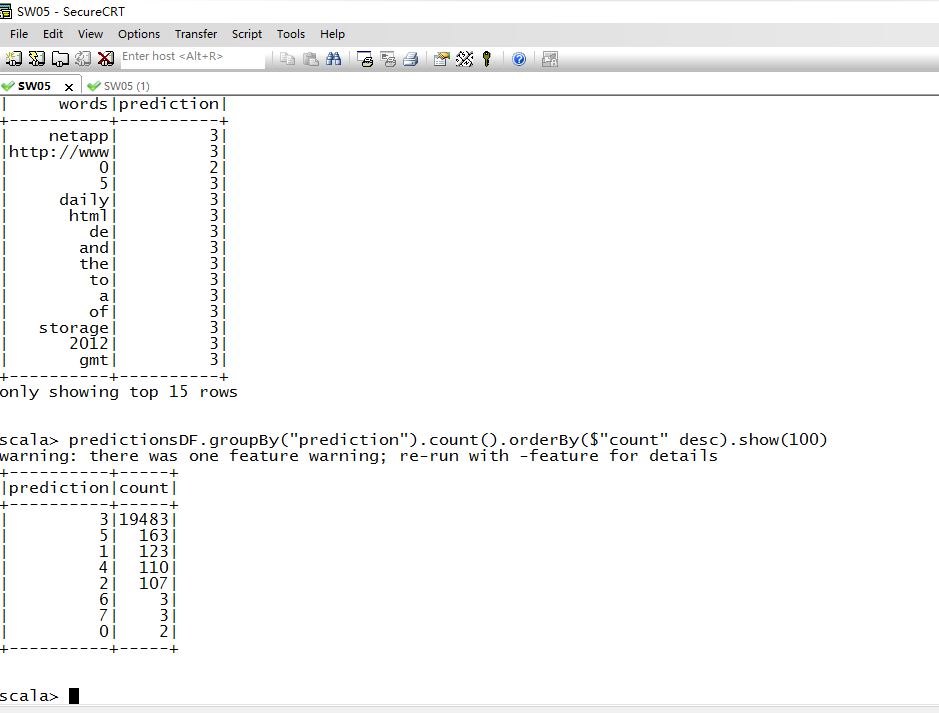 SW05 - SecureCRT
File Edit View Options Transfer Script Tools Help
Enter host <Alt+R>
SW05 x SW05 (1)
|     words|prediction|
+----------+----------+
|    netapp|         3|
|http://www|         3|
|         0|         2|
|         5|         3|
|     daily|         3|
|      html|         3|
|        de|         3|
|       and|         3|
|       the|         3|
|        to|         3|
|         a|         3|
|        of|         3|
|   storage|         3|
|      2012|         3|
|       gmt|         3|
+----------+----------+
only showing top 15 rows
scala> predictionsDF.groupBy("prediction").count().orderBy($"count" desc).show(100)
warning: there was one feature warning; re-run with -feature for details
+----------+-----+
|prediction|count|
+----------+-----+
|         3|19483|
|         5|  163|
|         1|  123|
|         4|  110|
|         2|  107|
|         6|    3|
|         7|    3|
|         0|    2|
+----------+-----+
scala>